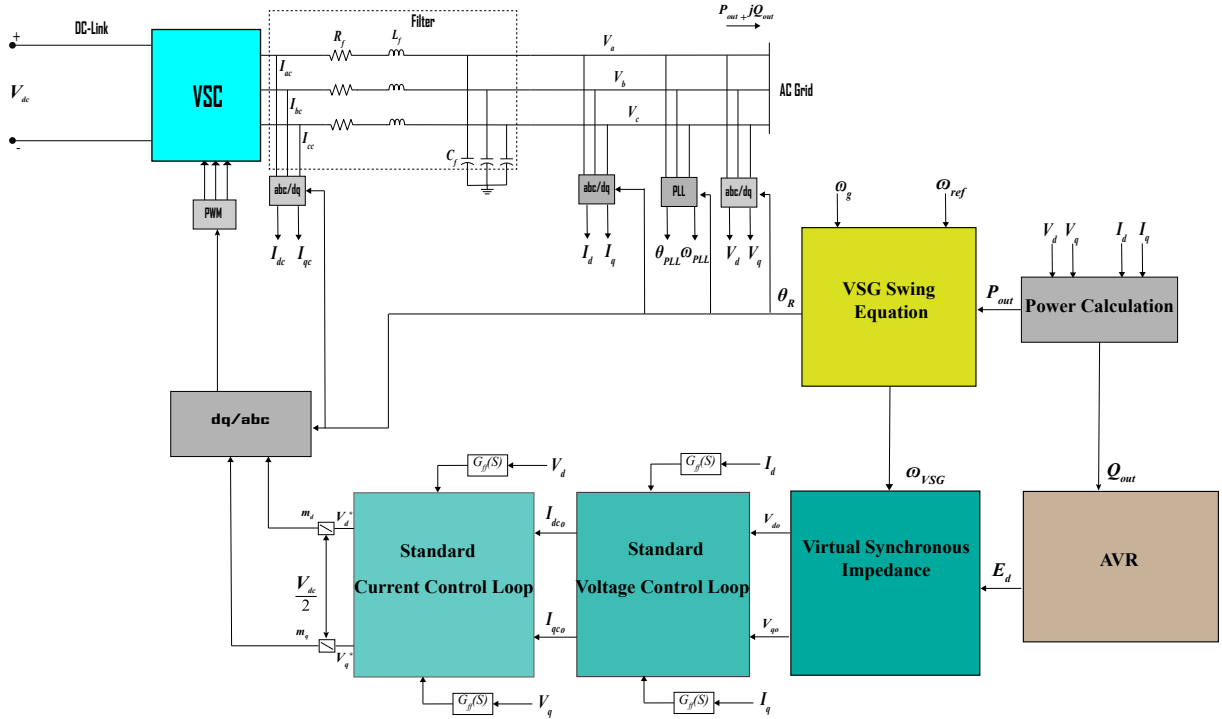 DC-Link
+
V_dc
-
VSC
Filter
R_f
L_f
I_ac
I_bc
I_cc
C_f
V_a
V_b
V_c
P_out + jQ_out
AC Grid
PWM
abc/dq
I_dc
I_qc
abc/dq
I_d
I_q
PLL
θ_PLL
ω_PLL
abc/dq
V_d
V_q
ω_g
ω_ref
VSG Swing
Equation
θ_R
P_out
V_d
V_q
I_d
I_q
Power Calculation
dq/abc
ω_VSG
Q_out
G_ff(S)
V_d
G_ff(S)
I_d
m_d
V_d*
V_dc
2
m_q
V_q*
Standard
Current Control Loop
I_dc0
I_qc0
Standard
Voltage Control Loop
V_do
V_qo
Virtual Synchronous
Impedance
E_d
AVR
G_ff(S)
V_q
G_ff(S)
I_q